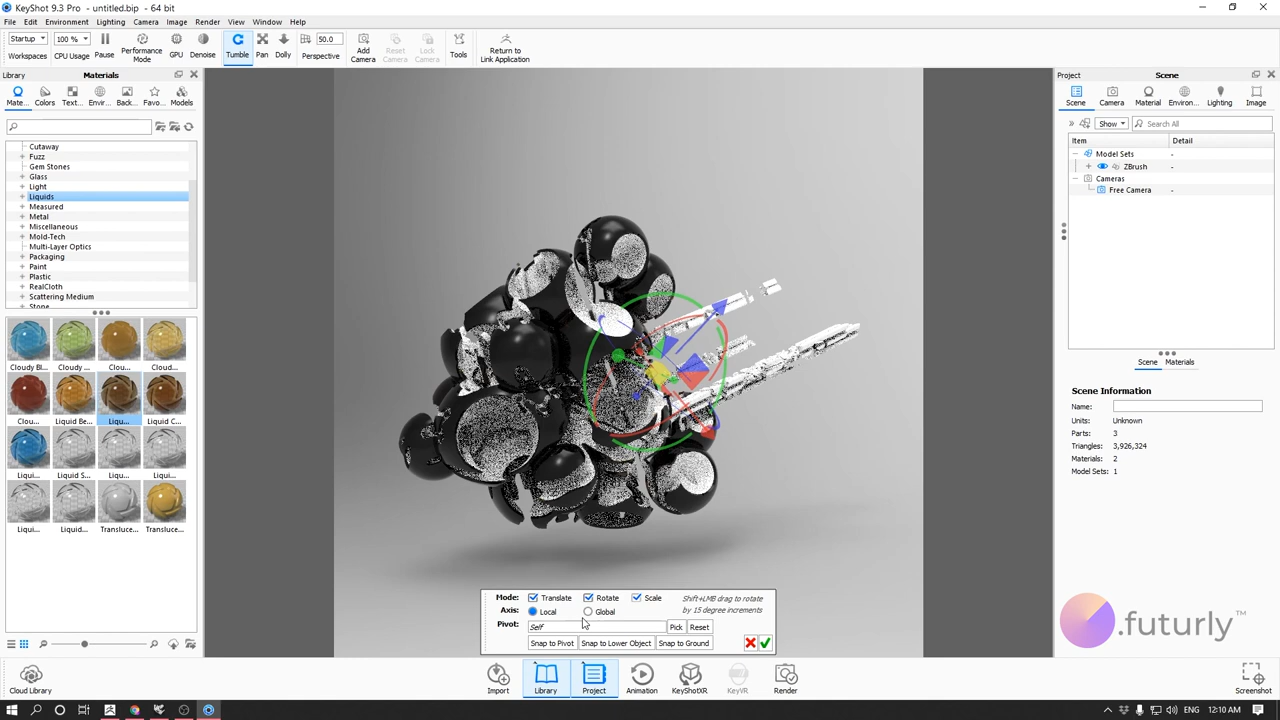 KeyShot 9.3 Pro - untitled.bip - 64 bit
File Edit Environment Lighting Camera Image Render View Window Help
Startup 100 % 50.0
Workspaces CPU Usage Pause Performance Mode GPU Denoise Tumble Pan Dolly Perspective Add Camera Reset Camera Lock Camera Tools Return to Link Application
Library Materials
Mate... Colors Text... Envir... Back... Favo... Models
Cutaway
Fuzz
Gem Stones
Glass
Light
Liquids
Measured
Metal
Miscellaneous
Mold-Tech
Multi-Layer Optics
Packaging
Paint
Plastic
RealCloth
Scattering Medium
Stone
Cloudy Bl... Cloudy ... Clou... Cloud...
Clou... Liquid Be... Liqu... Liquid C...
Liqui... Liquid S... Liqu... Liqui...
Liqui... Liquid... Transluce... Transluce...
Cloud Library
Mode: Translate Rotate Scale Shift+LMB drag to rotate
Axis: Local Global by 15 degree increments
Pivot: Self Pick Reset
Snap to Pivot Snap to Lower Object Snap to Ground
Import Library Project Animation KeyShotXR KeyVR Render
Project Scene
Scene Camera Material Environ... Lighting Image
Show Search All
Item Detail
Model Sets -
ZBrush -
Cameras
Free Camera -
Scene Materials
Scene Information
Name:
Units: Unknown
Parts: 3
Triangles: 3,926,324
Materials: 2
Model Sets: 1
.futurly™
Screenshot
ENG 12:10 AM